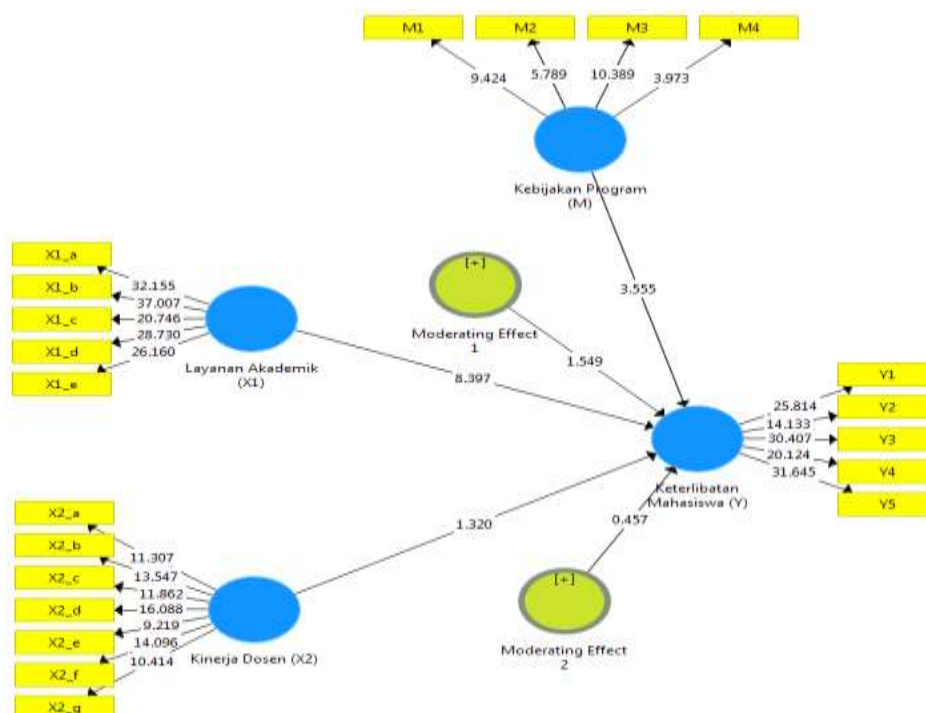 M1
M2
M3
M4
9.424
5.789
10.389
3.973
Kebijakan Program
(M)
X1_a
X1_b
X1_c
X1_d
X1_e
32.155
37.007
20.746
28.730
26.160
Layanan Akademik
(X1)
[+]
Moderating Effect
1
3.555
1.549
8.397
Y1
Y2
Y3
Y4
Y5
25.814
14.133
30.407
20.124
31.645
Keterlibatan
Mahasiswa (Y)
1.320
0.457
X2_a
X2_b
X2_c
X2_d
X2_e
X2_f
X2_g
11.307
13.547
11.862
16.088
9.219
14.096
10.414
Kinerja Dosen (X2)
[+]
Moderating Effect
2